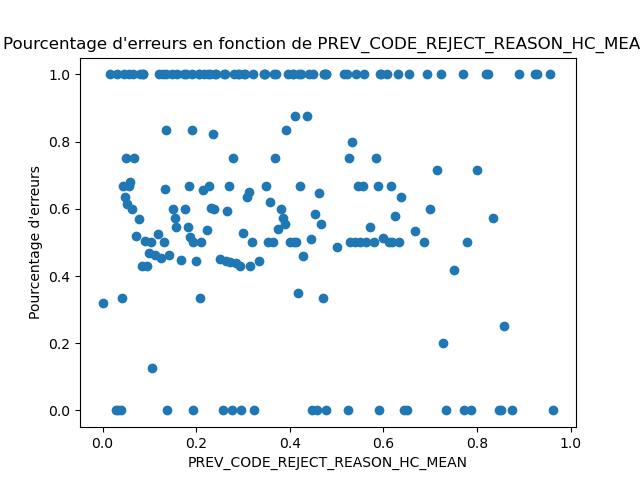 Pourcentage d'erreurs en fonction de PREV_CODE_REJECT_REASON_HC_MEA
1.0
0.8
0.6
0.4
0.2
0.0
Pourcentage d'erreurs
0.0 0.2 0.4 0.6 0.8 1.0
PREV_CODE_REJECT_REASON_HC_MEAN